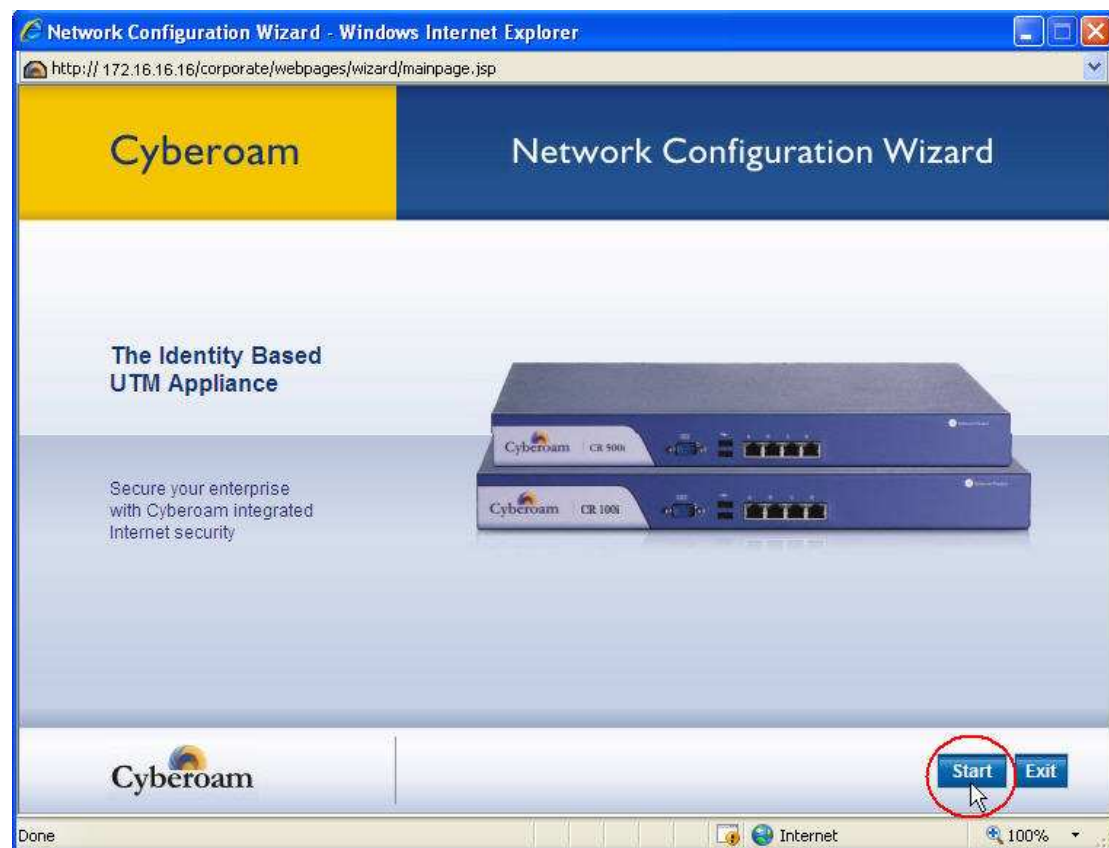 Network Configuration Wizard - Windows Internet Explorer
http:// 172.16.16.16/corporate/webpages/wizard/mainpage.jsp
Cyberoam
Network Configuration Wizard
The Identity Based
UTM Appliance
Cyberoam CR 500i
Secure your enterprise
with Cyberoam integrated
Internet security
Cyberoam CR 100i
Cyberoam
Start Exit
Done
Internet
100%